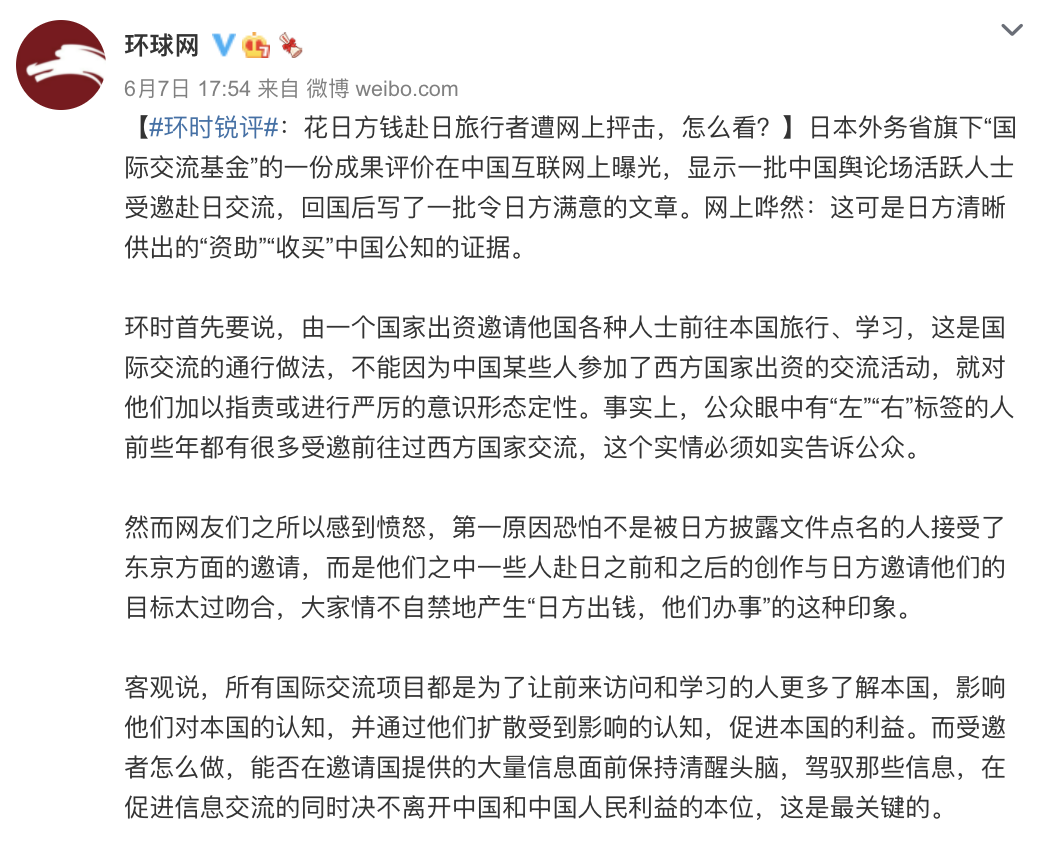 环球网
6月7日 17:54 来自 微博 weibo.com
【#环时锐评#：花日方钱赴日旅行者遭网上抨击，怎么看？】日本外务省旗下“国
际交流基金”的一份成果评价在中国互联网上曝光，显示一批中国舆论场活跃人士
受邀赴日交流，回国后写了一批令日方满意的文章。网上哗然：这可是日方清晰
供出的“资助”“收买”中国公知的证据。
环时首先要说，由一个国家出资邀请他国各种人士前往本国旅行、学习，这是国
际交流的通行做法，不能因为中国某些人参加了西方国家出资的交流活动，就对
他们加以指责或进行严厉的意识形态定性。事实上，公众眼中有“左”“右”标签的人
前些年都有很多受邀前往过西方国家交流，这个实情必须如实告诉公众。
然而网友们之所以感到愤怒，第一原因恐怕不是被日方披露文件点名的人接受了
东京方面的邀请，而是他们之中一些人赴日之前和之后的创作与日方邀请他们的
目标太过吻合，大家情不自禁地产生“日方出钱，他们办事”的这种印象。
客观说，所有国际交流项目都是为了让前来访问和学习的人更多了解本国，影响
他们对本国的认知，并通过他们扩散受到影响的认知，促进本国的利益。而受邀
者怎么做，能否在邀请国提供的大量信息面前保持清醒头脑，驾驭那些信息，在
促进信息交流的同时决不离开中国和中国人民利益的本位，这是最关键的。